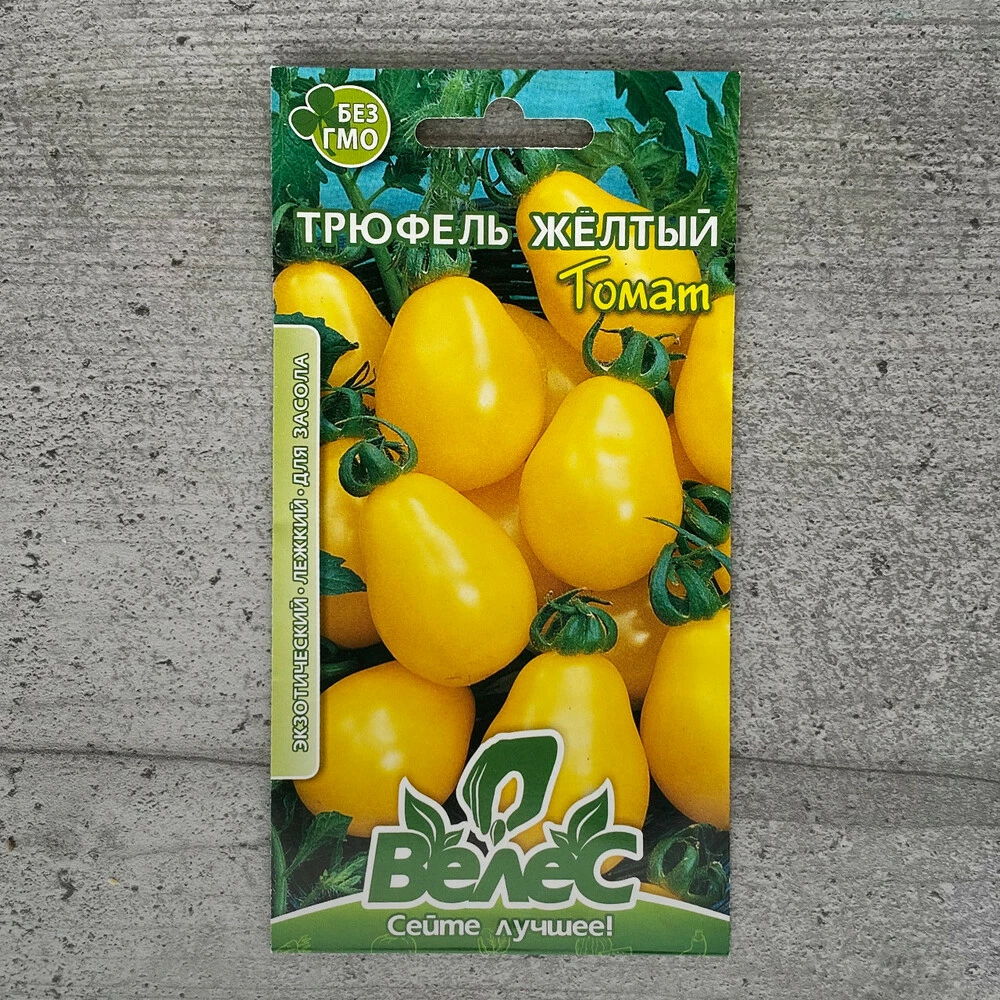 БЕЗ
ГМО
ТРЮФЕЛЬ ЖЁЛТЫЙ
Томат
ЭКЗОТИЧЕСКИЙ · ЛЕЖКИЙ · ДЛЯ ЗАСОЛА
Велес
Сейте лучшее!